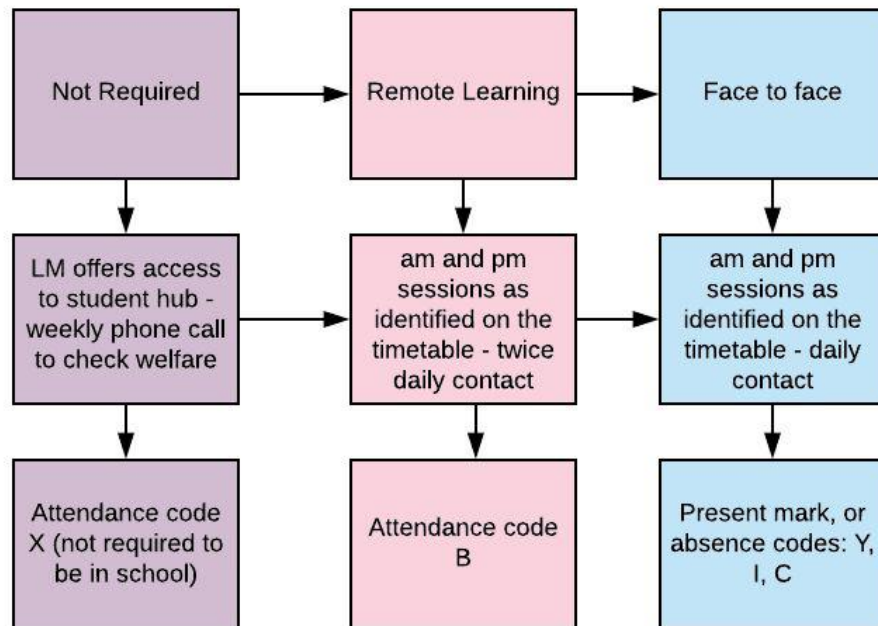 Not Required
Remote Learning
Face to face
LM offers access
to student hub -
weekly phone call
to check welfare
am and pm
sessions as
identified on the
timetable - twice
daily contact
am and pm
sessions as
identified on the
timetable - daily
contact
Attendance code
X (not required to
be in school)
Attendance code
B
Present mark, or
absence codes: Y,
I, C